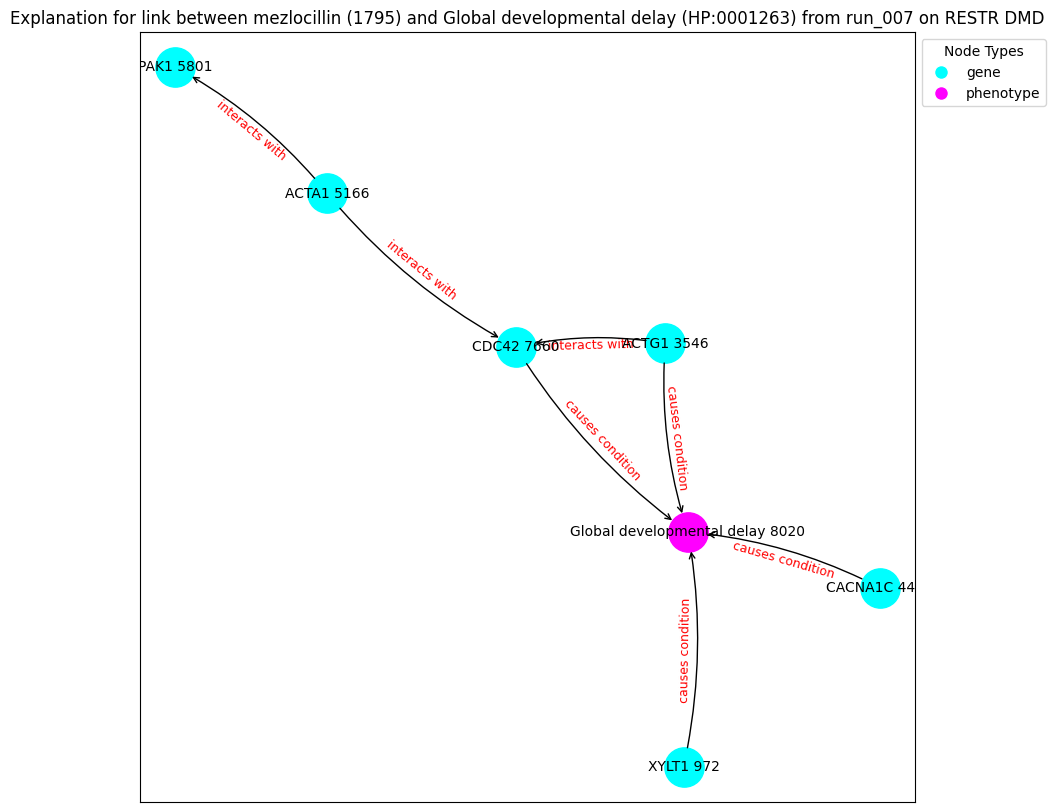 Explanation for link between mezlocillin (1795) and Global developmental delay (HP:0001263) from run_007 on RESTR DMD
Node Types
gene
phenotype
PAK1 5801
interacts with
ACTA1 5166
interacts with
CDC42 7660
interacts with
ACTG1 3546
causes condition
causes condition
Global developmental delay 8020
causes condition
CACNA1C 44
causes condition
XYLT1 972